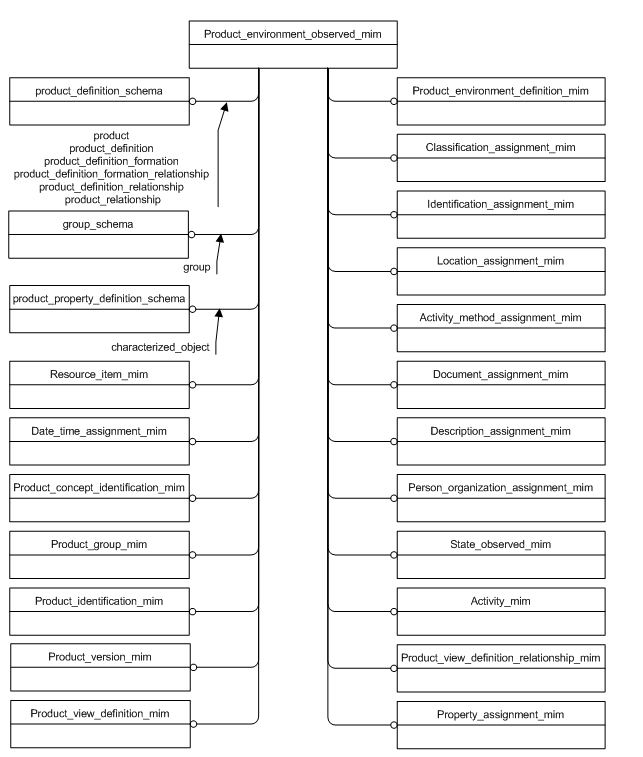 Product_environment_observed_mim
product_definition_schema
product
product_definition
product_definition_formation
product_definition_formation_relationship
product_definition_relationship
product_relationship
group_schema
group
product_property_definition_schema
characterized_object
Resource_item_mim
Date_time_assignment_mim
Product_concept_identification_mim
Product_group_mim
Product_identification_mim
Product_version_mim
Product_view_definition_mim
Product_environment_definition_mim
Classification_assignment_mim
Identification_assignment_mim
Location_assignment_mim
Activity_method_assignment_mim
Document_assignment_mim
Description_assignment_mim
Person_organization_assignment_mim
State_observed_mim
Activity_mim
Product_view_definition_relationship_mim
Property_assignment_mim